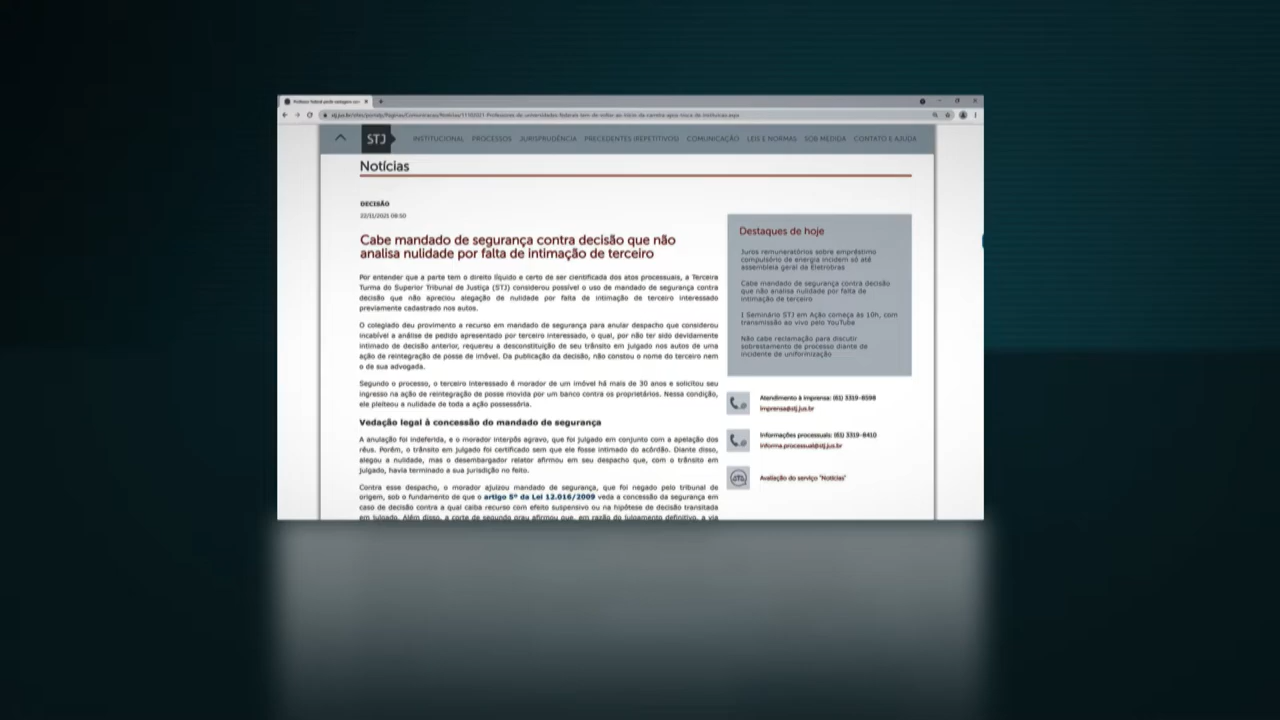 STJ
INSTITUCIONAL PROCESSOS JURISPRUDÊNCIA PRECEDENTES (REPETITIVOS) COMUNICAÇÃO LEIS E NORMAS SOB MEDIDA CONTATO E AJUDA
Notícias
DECISÃO
22/11/2021 06:50
Cabe mandado de segurança contra decisão que não
analisa nulidade por falta de intimação de terceiro
Por entender que a parte tem o direito líquido e certo de ser cientificada dos atos processuais, a Terceira
Turma do Superior Tribunal de Justiça (STJ) considerou possível o uso de mandado de segurança contra
decisão que não apreciou alegação de nulidade por falta de intimação de terceiro interessado
previamente cadastrado nos autos.
O colegiado deu provimento a recurso em mandado de segurança para anular despacho que considerou
incabível a análise de pedido apresentado por terceiro interessado, o qual, por não ter sido devidamente
intimado de decisão anterior, requereu a desconstituição de seu trânsito em julgado nos autos de uma
ação de reintegração de posse de imóvel. Da publicação da decisão, não constou o nome do terceiro nem
o de sua advogada.
Segundo o processo, o terceiro interessado é morador de um imóvel há mais de 30 anos e solicitou seu
ingresso na ação de reintegração de posse movida por um banco contra os proprietários. Nessa condição,
ele pleiteou a nulidade de toda a ação possessória.
Vedação legal à concessão do mandado de segurança
A anulação foi indeferida, e o morador interpôs agravo, que foi julgado em conjunto com a apelação dos
réus. Porém, o trânsito em julgado foi certificado sem que ele fosse intimado do acórdão. Diante disso,
alegou a nulidade, mas o desembargador relator afirmou em seu despacho que, com o trânsito em
julgado, havia terminado a sua jurisdição no feito.
Contra esse despacho, o morador ajuizou mandado de segurança, que foi negado pelo tribunal de
origem, sob o fundamento de que o artigo 5º da Lei 12.016/2009 veda a concessão da segurança em
caso de decisão contra a qual caiba recurso com efeito suspensivo ou na hipótese de decisão transitada
em julgado. Além disso, a corte de segundo grau afirmou que, em razão do julgamento definitivo, a via
Destaques de hoje
Juros remuneratórios sobre empréstimo
compulsório de energia incidem só até
assembleia geral da Eletrobras
Cabe mandado de segurança contra decisão
que não analisa nulidade por falta de
intimação de terceiro
I Seminário STJ em Ação começa às 10h, com
transmissão ao vivo pelo YouTube
Não cabe reclamação para discutir
sobrestamento de processo diante de
incidente de uniformização
Atendimento à imprensa: (61) 3319-8598
imprensa@stj.jus.br
Informações processuais: (61) 3319-8410
informa.processual@stj.jus.br
Avaliação do serviço "Notícias"